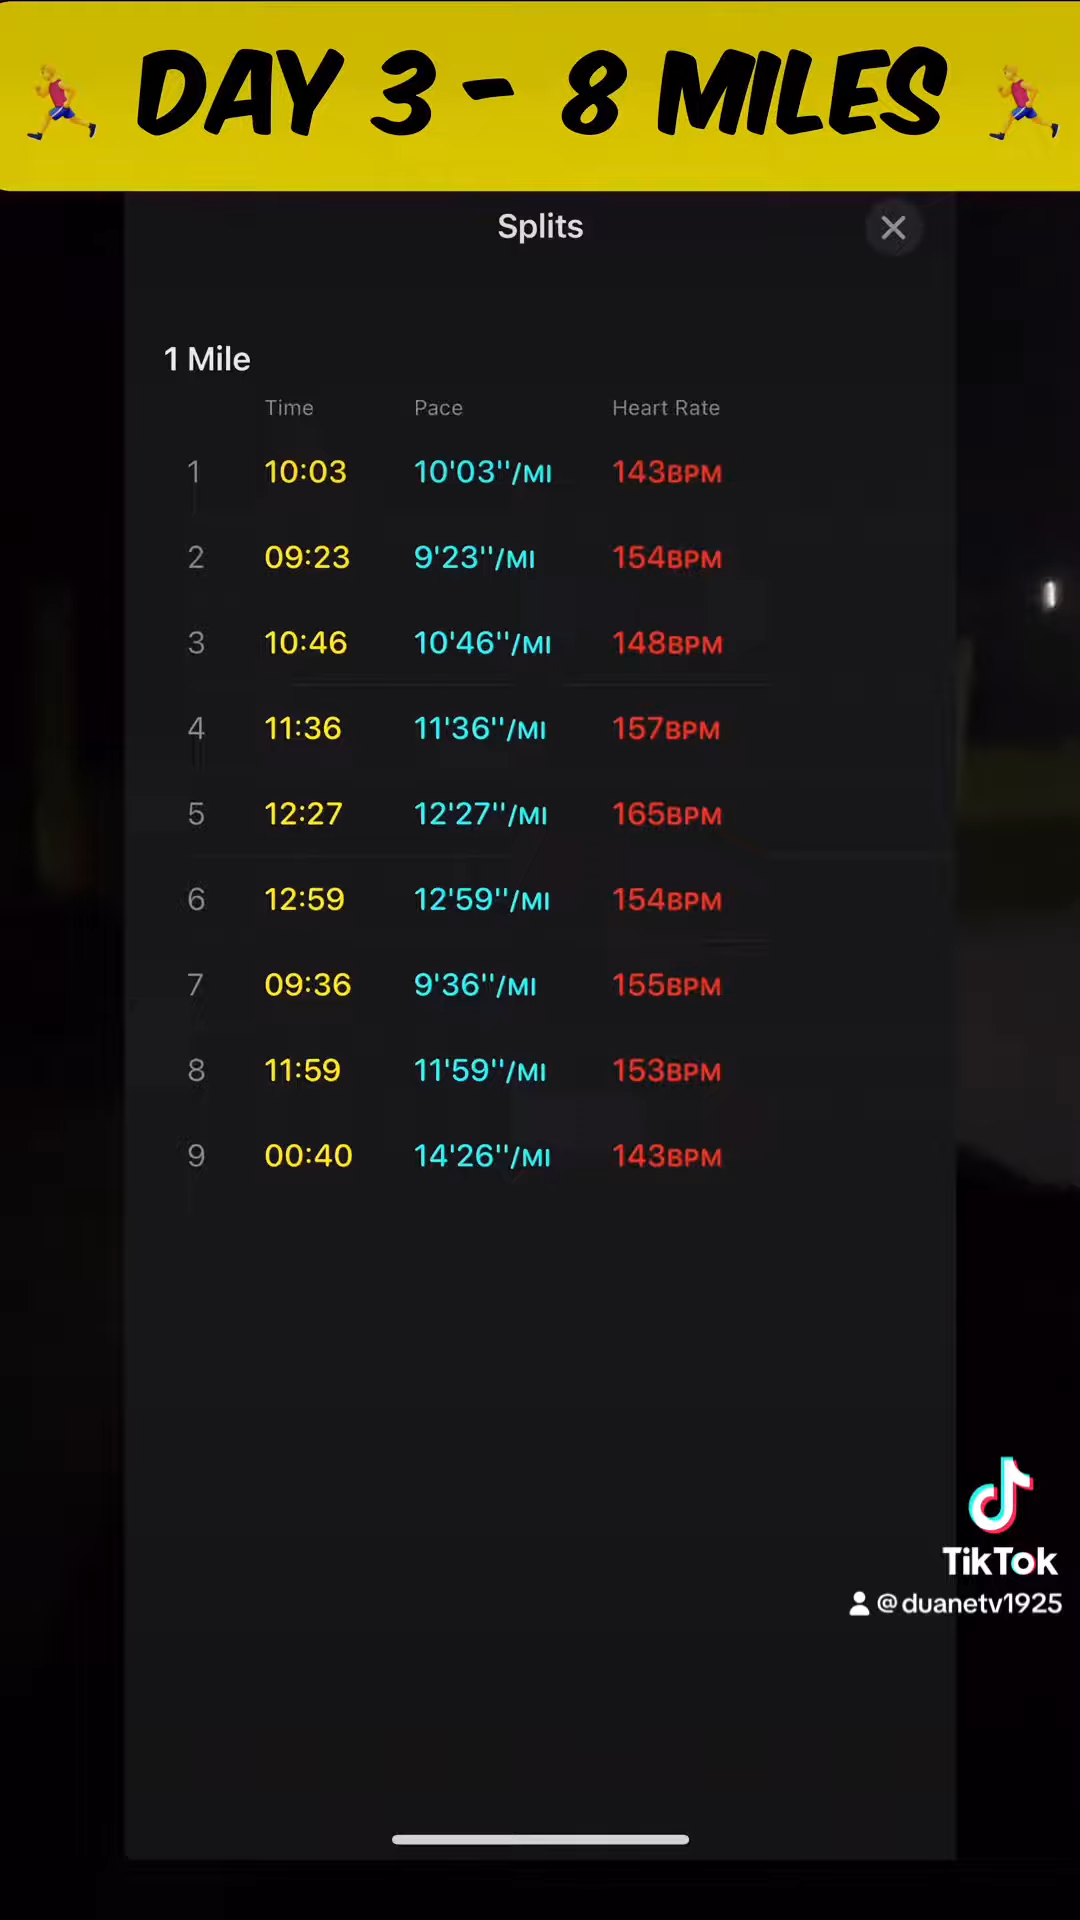 DAY 3 - 8 MILES
Splits
1 Mile
Time Pace Heart Rate
1 10:03 10'03''/MI 143BPM
2 09:23 9'23''/MI 154BPM
3 10:46 10'46''/MI 148BPM
4 11:36 11'36''/MI 157BPM
5 12:27 12'27''/MI 165BPM
6 12:59 12'59''/MI 154BPM
7 09:36 9'36''/MI 155BPM
8 11:59 11'59''/MI 153BPM
9 00:40 14'26''/MI 143BPM
TikTok
@duanetv1925